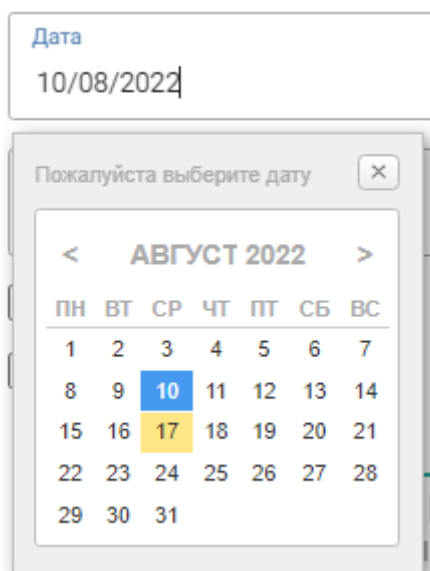 Дата
10/08/2022
Пожалуйста выберите дату ×
< АВГУСТ 2022 >
ПН ВТ СР ЧТ ПТ СБ ВС
1 2 3 4 5 6 7
8 9 10 11 12 13 14
15 16 17 18 19 20 21
22 23 24 25 26 27 28
29 30 31